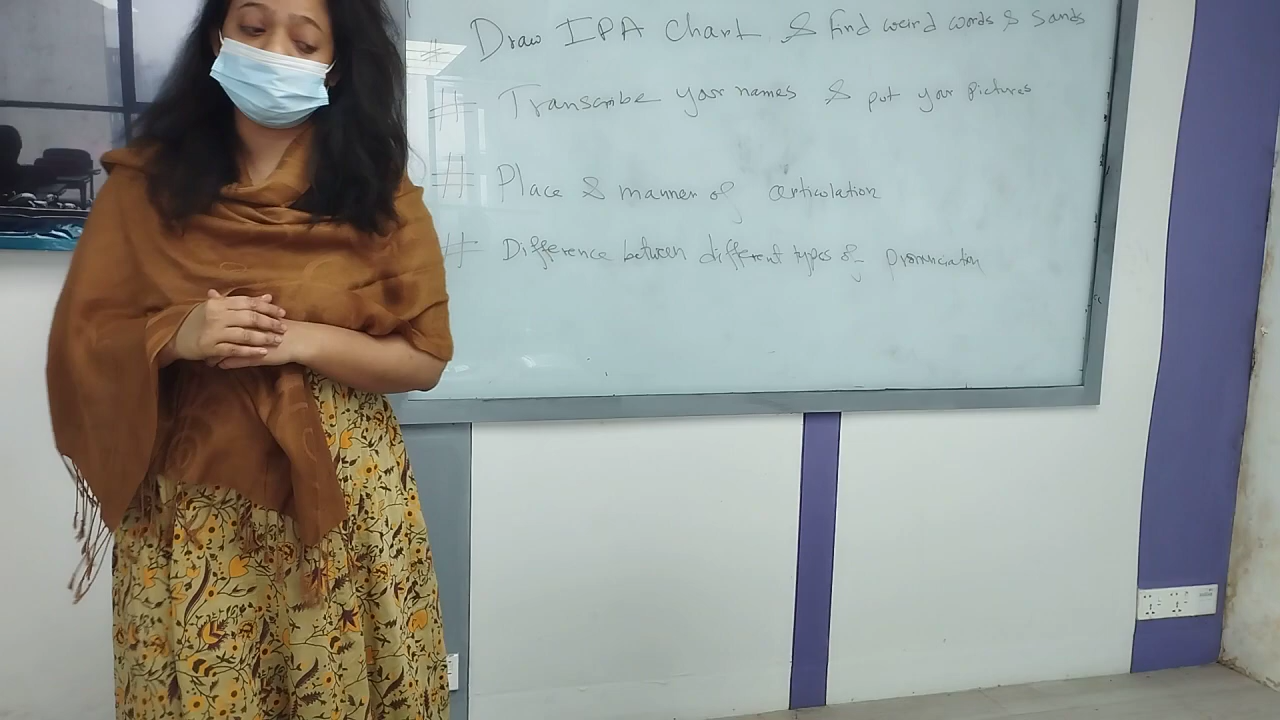 # Draw IPA Chart & find weird words & Sands
# Transcribe your names & put your pictures
# Place & manner of articulation
# Difference between different types of pronunciation